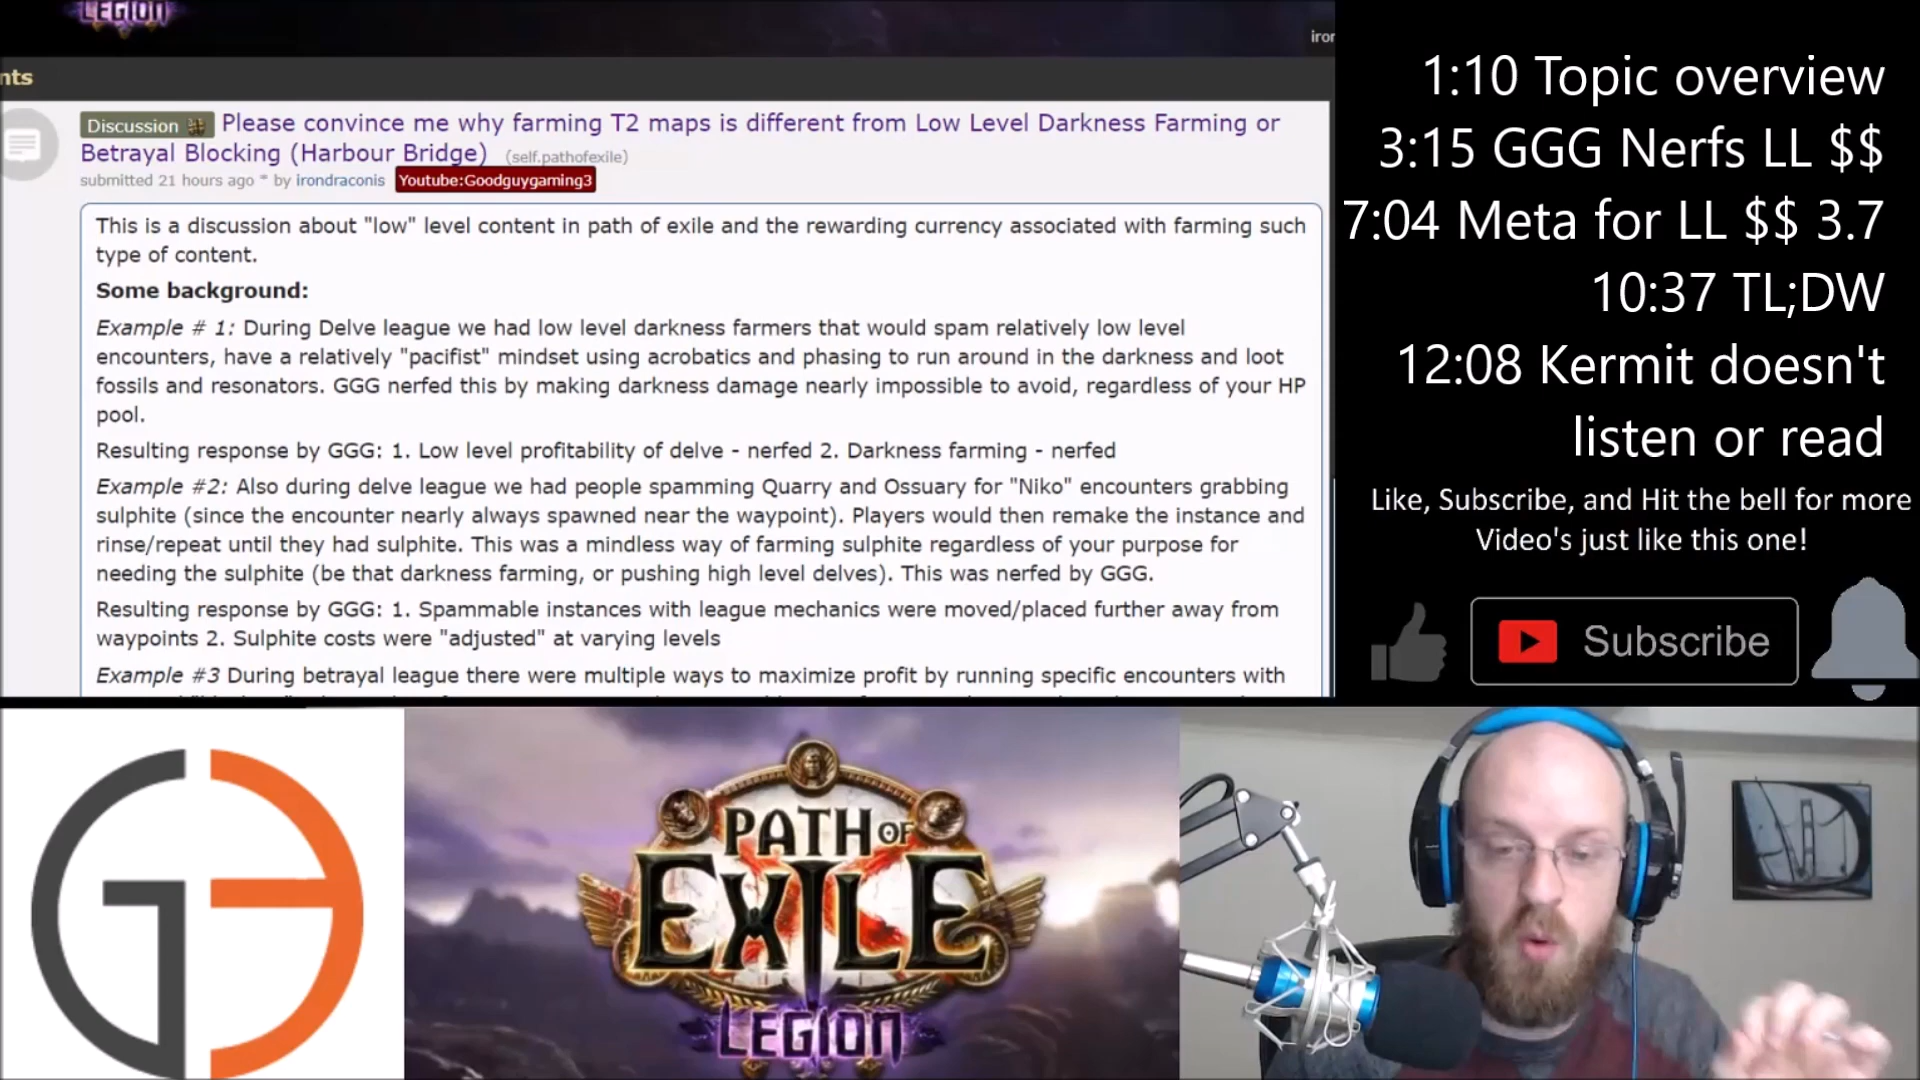 LEGION
iron
nts
Discussion Please convince me why farming T2 maps is different from Low Level Darkness Farming or
Betrayal Blocking (Harbour Bridge) (self.pathofexile)
submitted 21 hours ago * by irondraconis Youtube:Goodguygaming3
This is a discussion about "low" level content in path of exile and the rewarding currency associated with farming such
type of content.
Some background:
Example # 1: During Delve league we had low level darkness farmers that would spam relatively low level
encounters, have a relatively "pacifist" mindset using acrobatics and phasing to run around in the darkness and loot
fossils and resonators. GGG nerfed this by making darkness damage nearly impossible to avoid, regardless of your HP
pool.
Resulting response by GGG: 1. Low level profitability of delve - nerfed 2. Darkness farming - nerfed
Example #2: Also during delve league we had people spamming Quarry and Ossuary for "Niko" encounters grabbing
sulphite (since the encounter nearly always spawned near the waypoint). Players would then remake the instance and
rinse/repeat until they had sulphite. This was a mindless way of farming sulphite regardless of your purpose for
needing the sulphite (be that darkness farming, or pushing high level delves). This was nerfed by GGG.
Resulting response by GGG: 1. Spammable instances with league mechanics were moved/placed further away from
waypoints 2. Sulphite costs were "adjusted" at varying levels
Example #3 During betrayal league there were multiple ways to maximize profit by running specific encounters with
1:10 Topic overview
3:15 GGG Nerfs LL $$
7:04 Meta for LL $$ 3.7
10:37 TL;DW
12:08 Kermit doesn't
listen or read
Like, Subscribe, and Hit the bell for more
Video's just like this one!
Subscribe
PATH OF
EXILE
LEGION